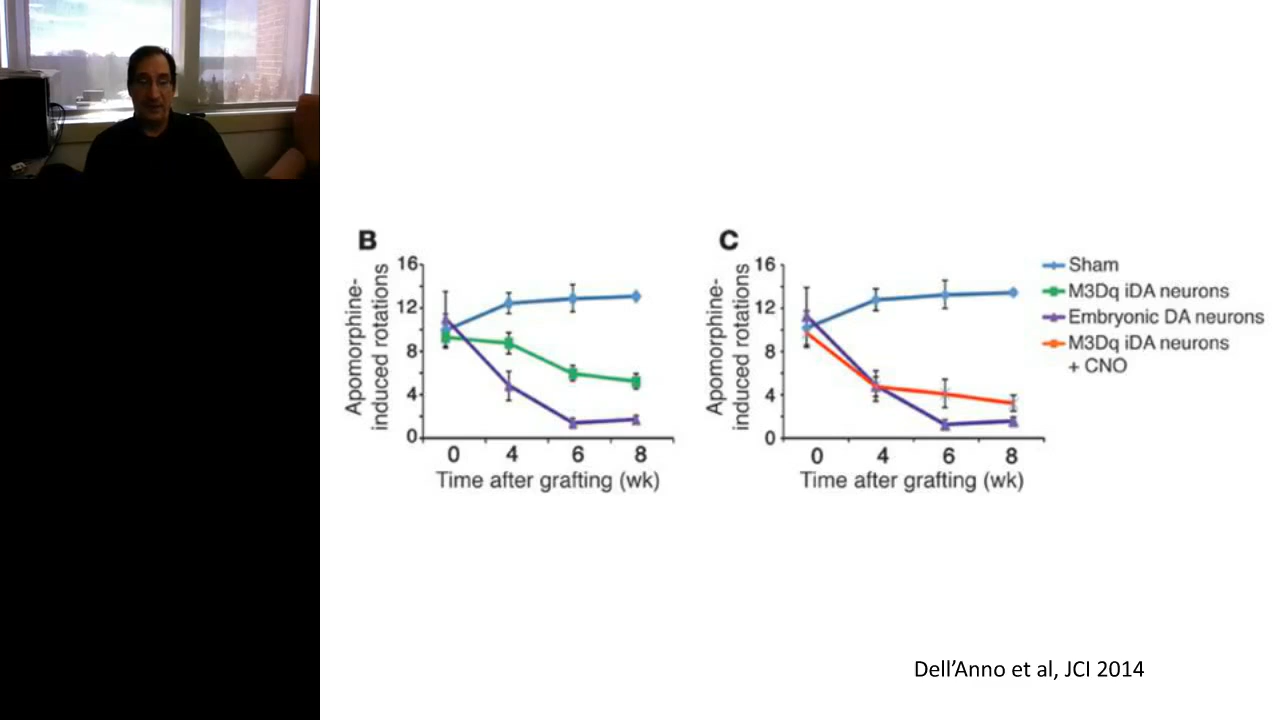 B
Apomorphine-
induced rotations
16
12
8
4
0
0 4 6 8
Time after grafting (wk)
C
Apomorphine-
induced rotations
16
12
8
4
0
0 4 6 8
Time after grafting (wk)
Sham
M3Dq iDA neurons
Embryonic DA neurons
M3Dq iDA neurons
+ CNO
Dell’Anno et al, JCI 2014